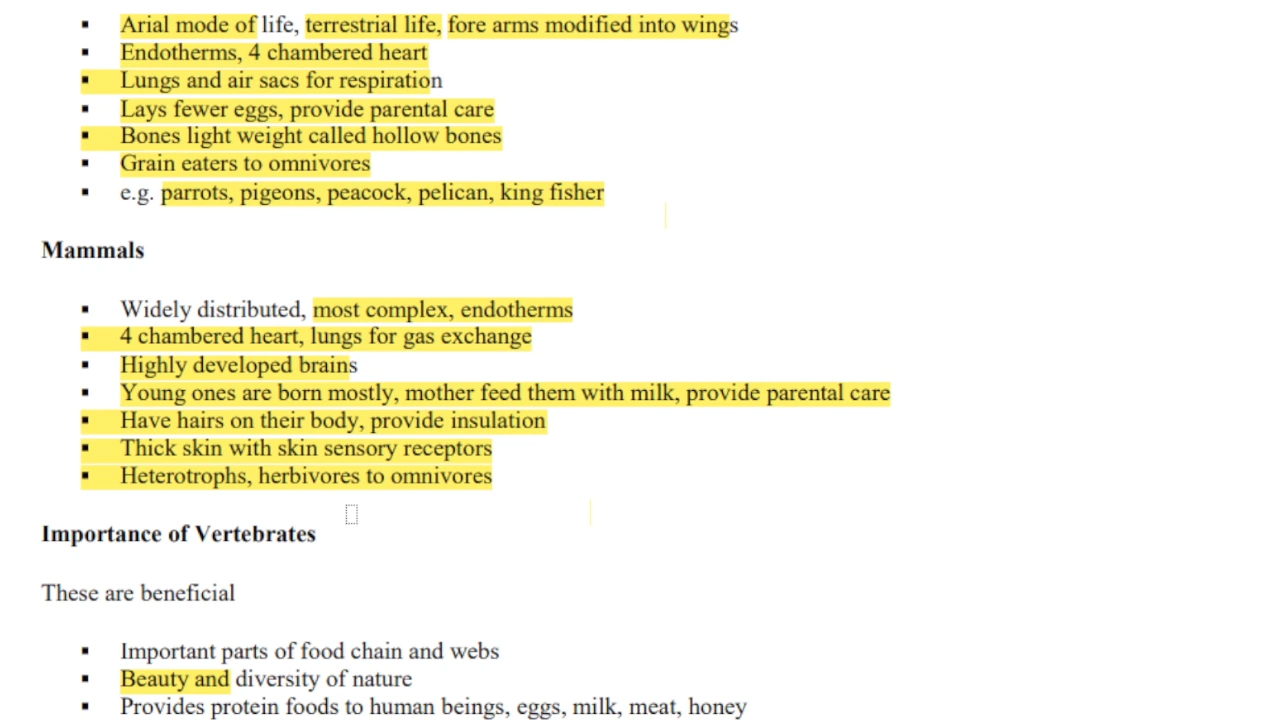 ▪ Arial mode of life, terrestrial life, fore arms modified into wings
▪ Endotherms, 4 chambered heart
▪ Lungs and air sacs for respiration
▪ Lays fewer eggs, provide parental care
▪ Bones light weight called hollow bones
▪ Grain eaters to omnivores
▪ e.g. parrots, pigeons, peacock, pelican, king fisher
Mammals
▪ Widely distributed, most complex, endotherms
▪ 4 chambered heart, lungs for gas exchange
▪ Highly developed brains
▪ Young ones are born mostly, mother feed them with milk, provide parental care
▪ Have hairs on their body, provide insulation
▪ Thick skin with skin sensory receptors
▪ Heterotrophs, herbivores to omnivores
Importance of Vertebrates
These are beneficial
▪ Important parts of food chain and webs
▪ Beauty and diversity of nature
▪ Provides protein foods to human beings, eggs, milk, meat, honey